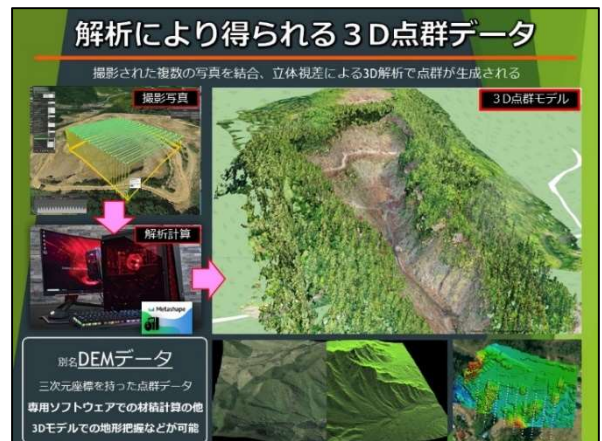 解析により得られる３D点群データ
撮影された複数の写真を結合、立体視差による3D解析で点群が生成される
撮影写真
３D点群モデル
解析計算
Metashape
別名DEMデータ
三次元座標を持った点群データ
専用ソフトウェアでの材積計算の他
3Dモデルでの地形把握などが可能